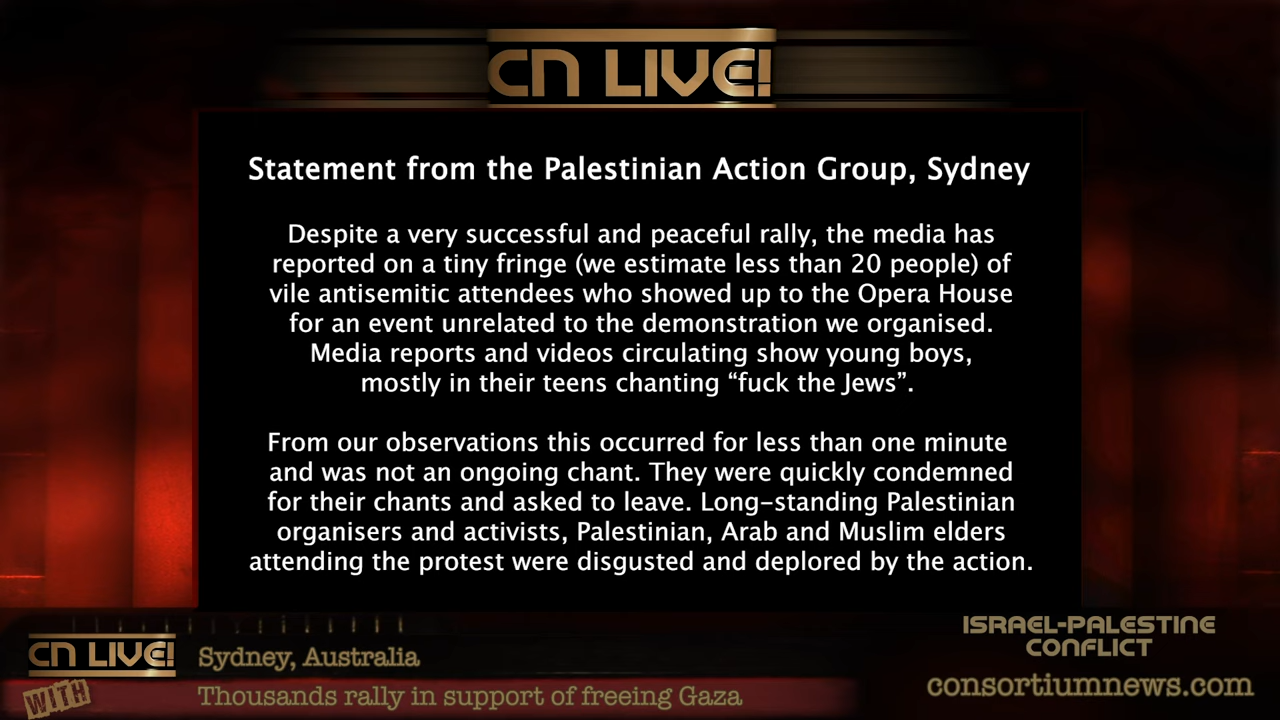 CN LIVE!
Statement from the Palestinian Action Group, Sydney
Despite a very successful and peaceful rally, the media has
reported on a tiny fringe (we estimate less than 20 people) of
vile antisemitic attendees who showed up to the Opera House
for an event unrelated to the demonstration we organised.
Media reports and videos circulating show young boys,
mostly in their teens chanting “fuck the Jews”.
From our observations this occurred for less than one minute
and was not an ongoing chant. They were quickly condemned
for their chants and asked to leave. Long-standing Palestinian
organisers and activists, Palestinian, Arab and Muslim elders
attending the protest were disgusted and deplored by the action.
CN LIVE!
WITH
Sydney, Australia
Thousands rally in support of freeing Gaza
ISRAEL-PALESTINE
CONFLICT
consortiumnews.com